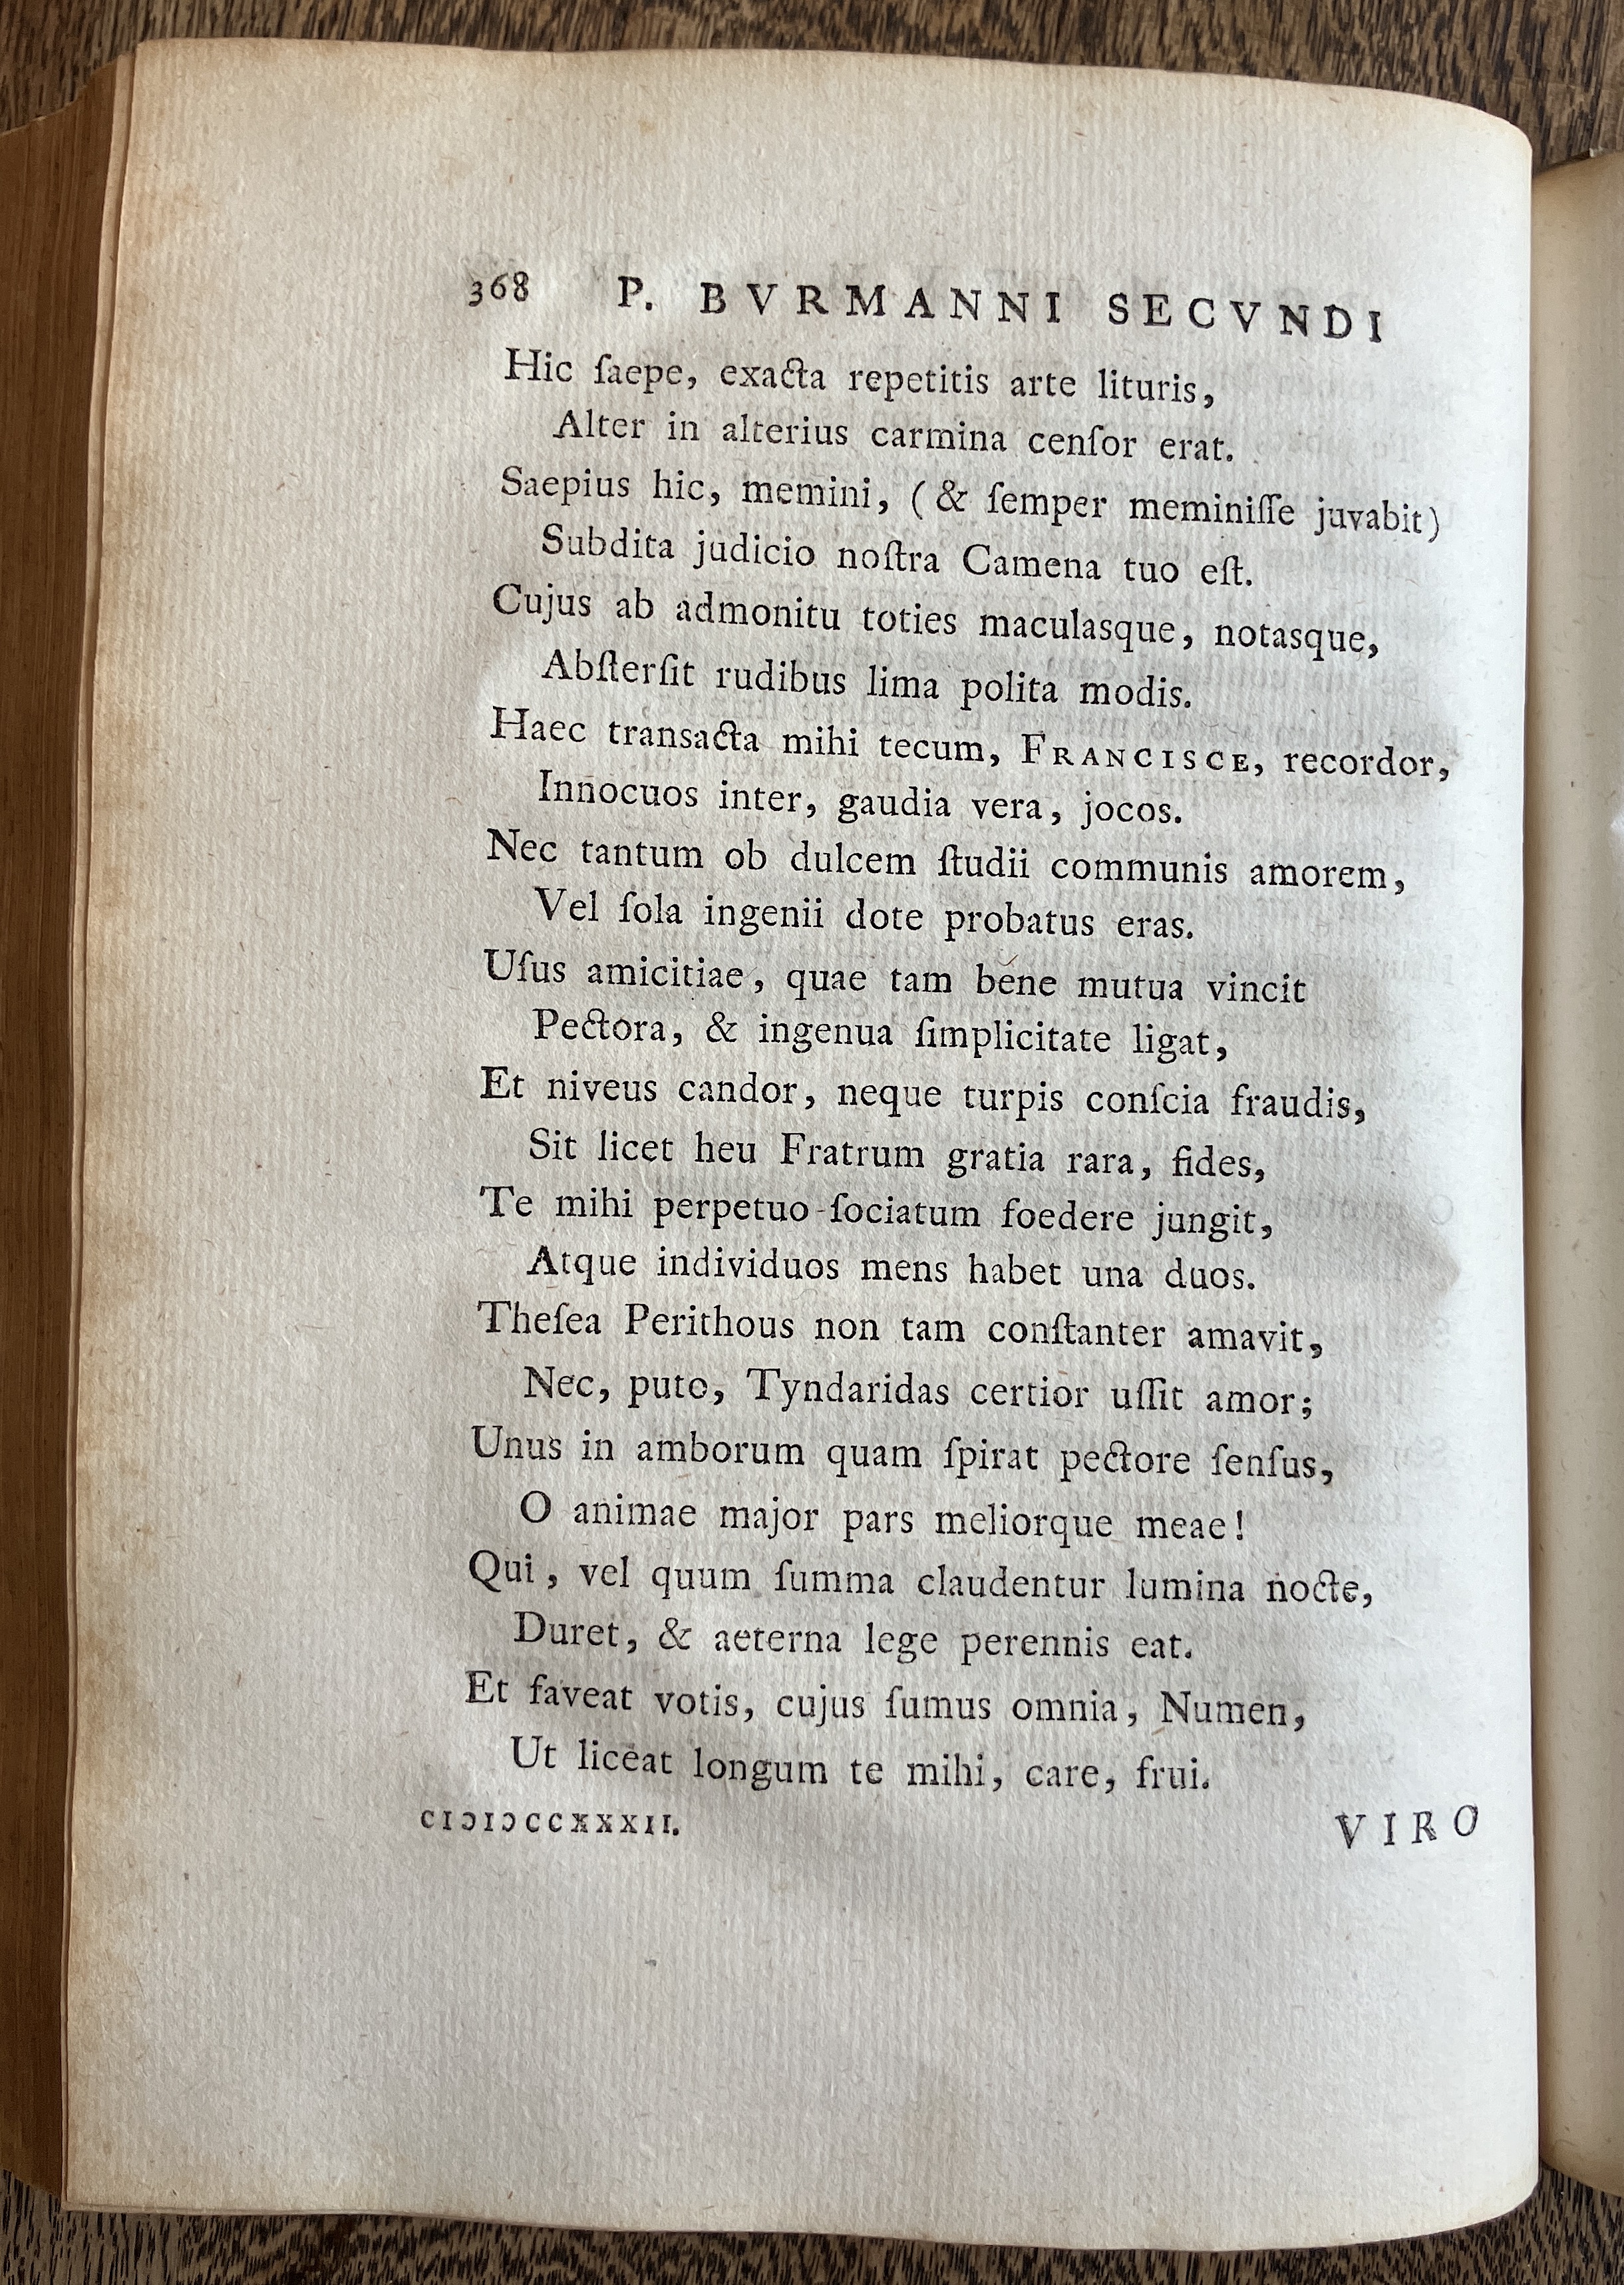 368 P. BVRMANNI SECVNDI
Hic ſaepe, exacta repetitis arte lituris,
Alter in alterius carmina cenſor erat.
Saepius hic, memini, (& ſemper meminiſſe juvabit)
Subdita judicio noſtra Camena tuo eſt.
Cujus ab admonitu toties maculasque, notasque,
Abſterſit rudibus lima polita modis.
Haec transacta mihi tecum, FRANCISCE, recordor,
Innocuos inter, gaudia vera, jocos.
Nec tantum ob dulcem ſtudii communis amorem,
Vel ſola ingenii dote probatus eras.
Uſus amicitiae, quae tam bene mutua vincit
Pectora, & ingenua ſimplicitate ligat,
Et niveus candor, neque turpis conſcia fraudis,
Sit licet heu Fratrum gratia rara, fides,
Te mihi perpetuo-ſociatum foedere jungit,
Atque individuos mens habet una duos.
Theſea Perithous non tam conſtanter amavit,
Nec, puto, Tyndaridas certior uſſit amor;
Unus in amborum quam ſpirat pectore ſenſus,
O animae major pars meliorque meae!
Qui, vel quum ſumma claudentur lumina nocte,
Duret, & aeterna lege perennis eat.
Et faveat votis, cujus ſumus omnia, Numen,
Ut liceat longum te mihi, care, frui.
CIↃIↃCCXXXII.
VIRO